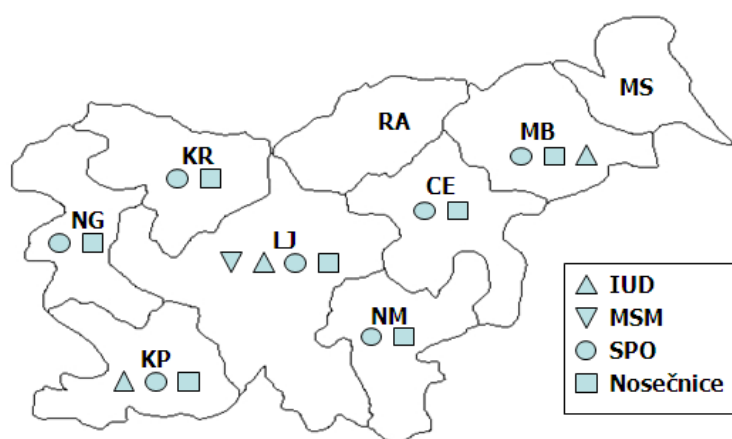 MS
RA
MB
KR
CE
NG
LJ
NM
KP
IUD
MSM
SPO
Nosečnice